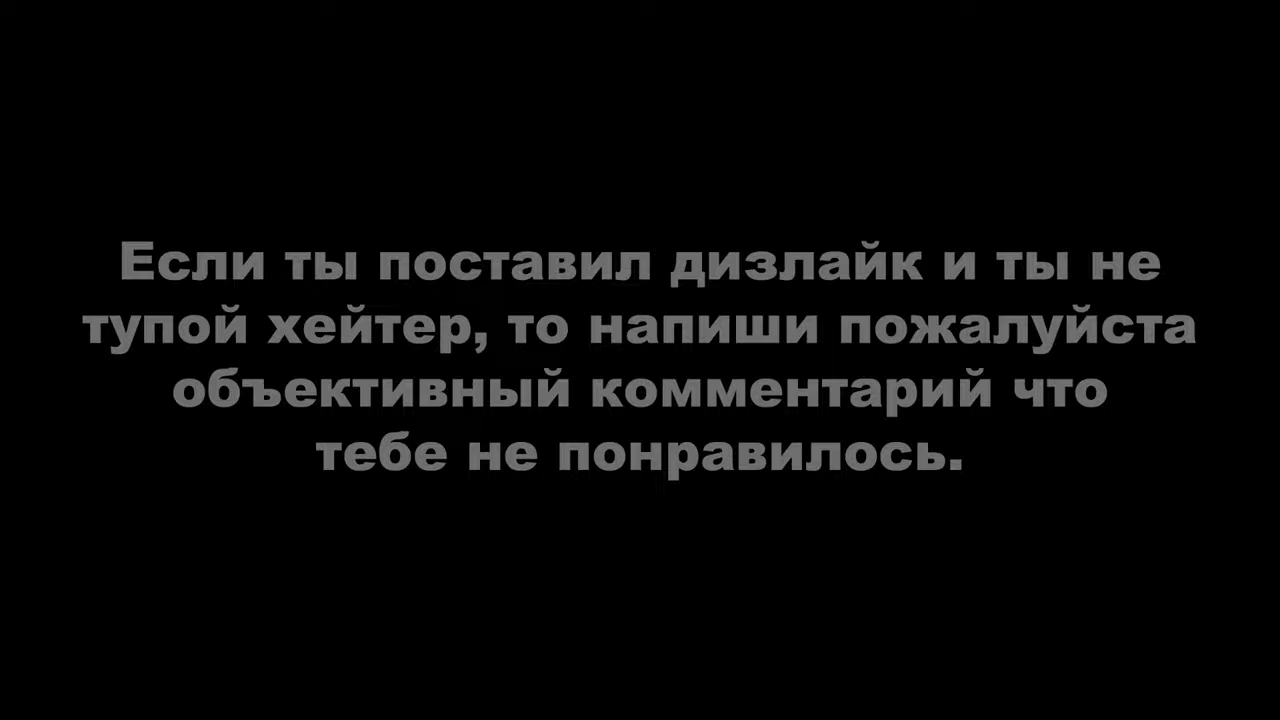 Если ты поставил дизлайк и ты не
тупой хейтер, то напиши пожалуйста
объективный комментарий что
тебе не понравилось.